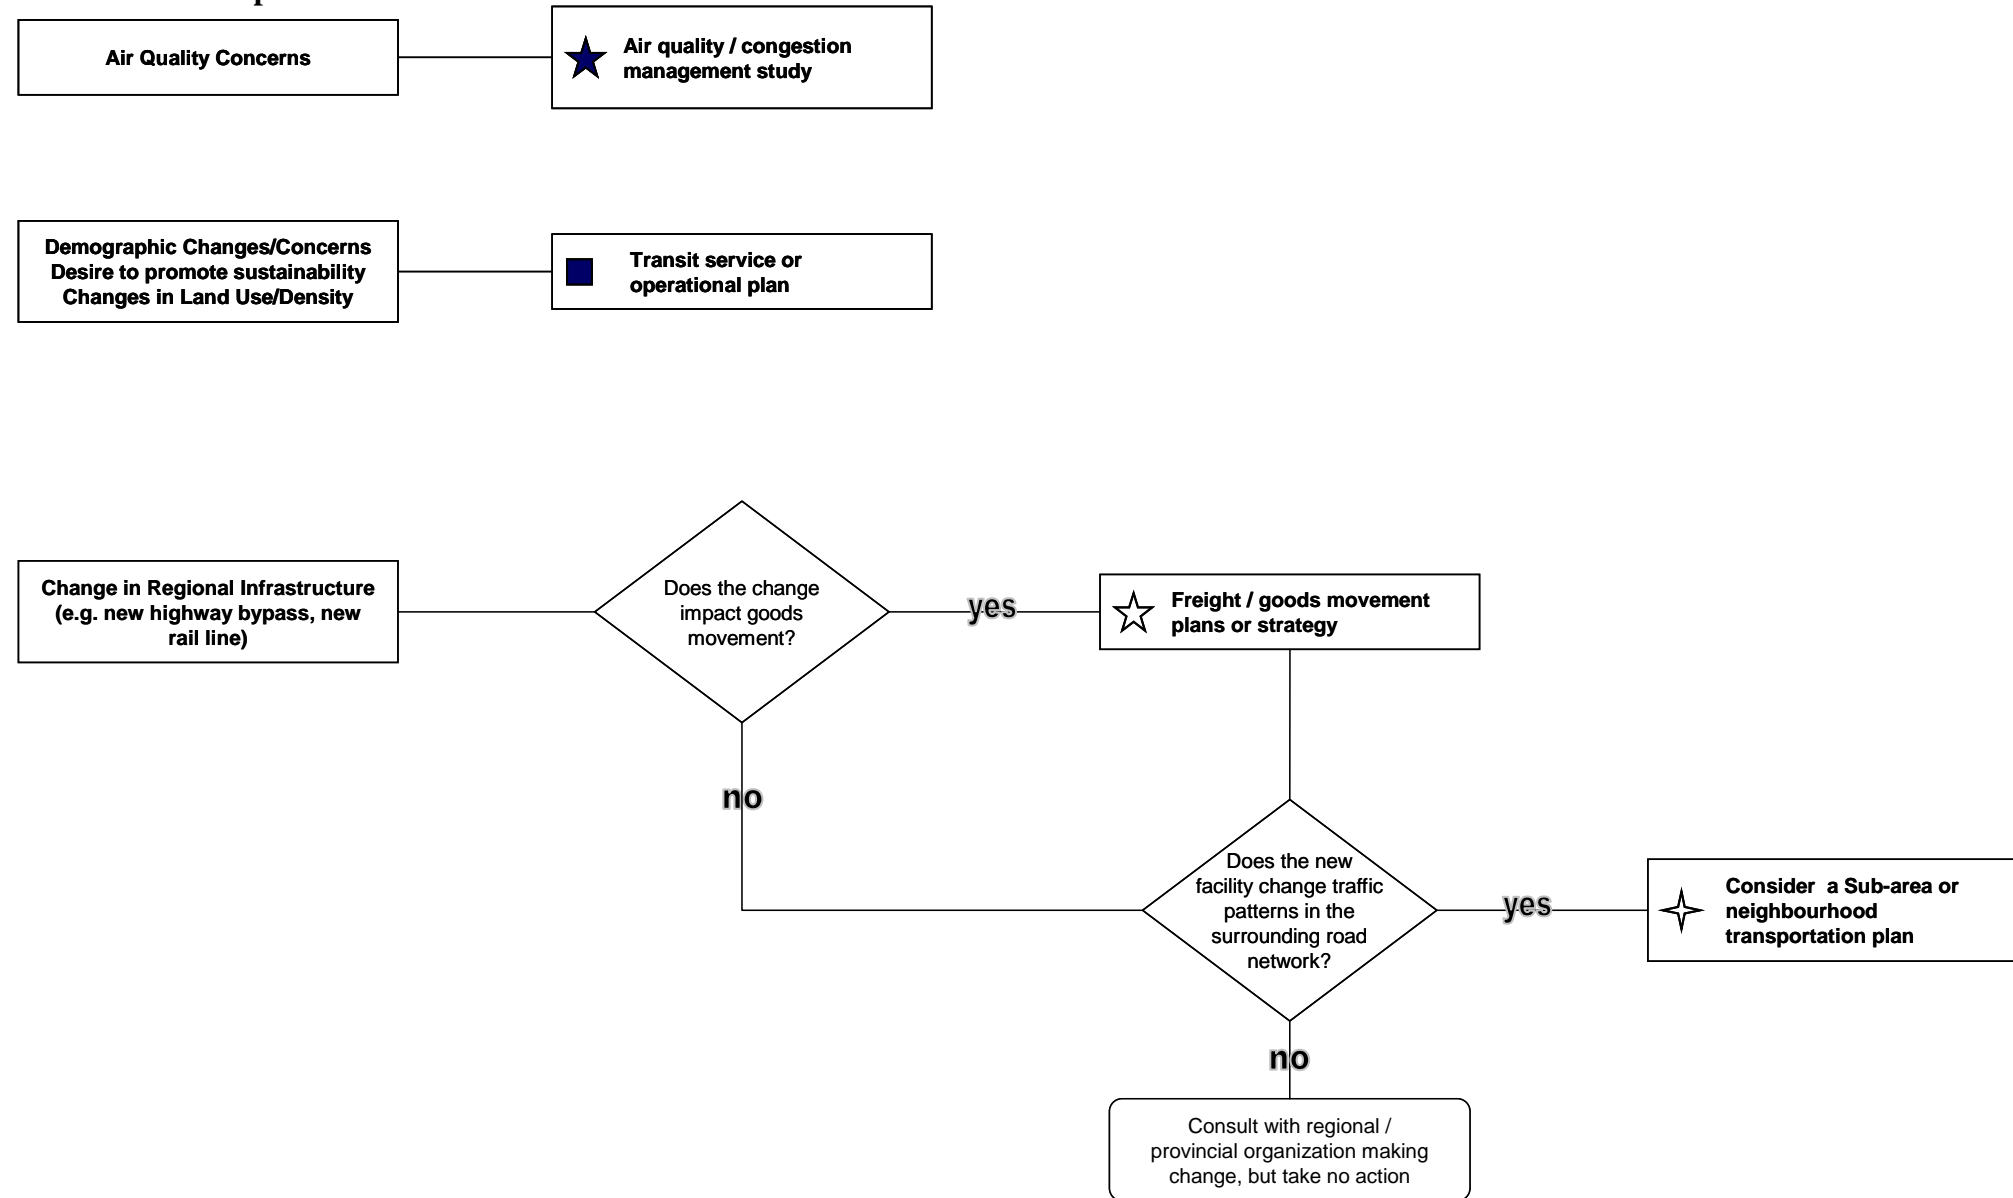 Air Quality Concerns
Air quality / congestion
management study
Demographic Changes/Concerns
Desire to promote sustainability
Changes in Land Use/Density
Transit service or
operational plan
Change in Regional Infrastructure
(e.g. new highway bypass, new
rail line)
Does the change
impact goods
movement?
yes
Freight / goods movement
plans or strategy
no
Does the new
facility change traffic
patterns in the
surrounding road
network?
yes
Consider  a Sub-area or
neighbourhood
transportation plan
no
Consult with regional /
provincial organization making
change, but take no action